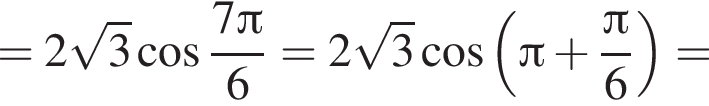 = 2√3 cos 7π/6 = 2√3 cos(π + π/6) =